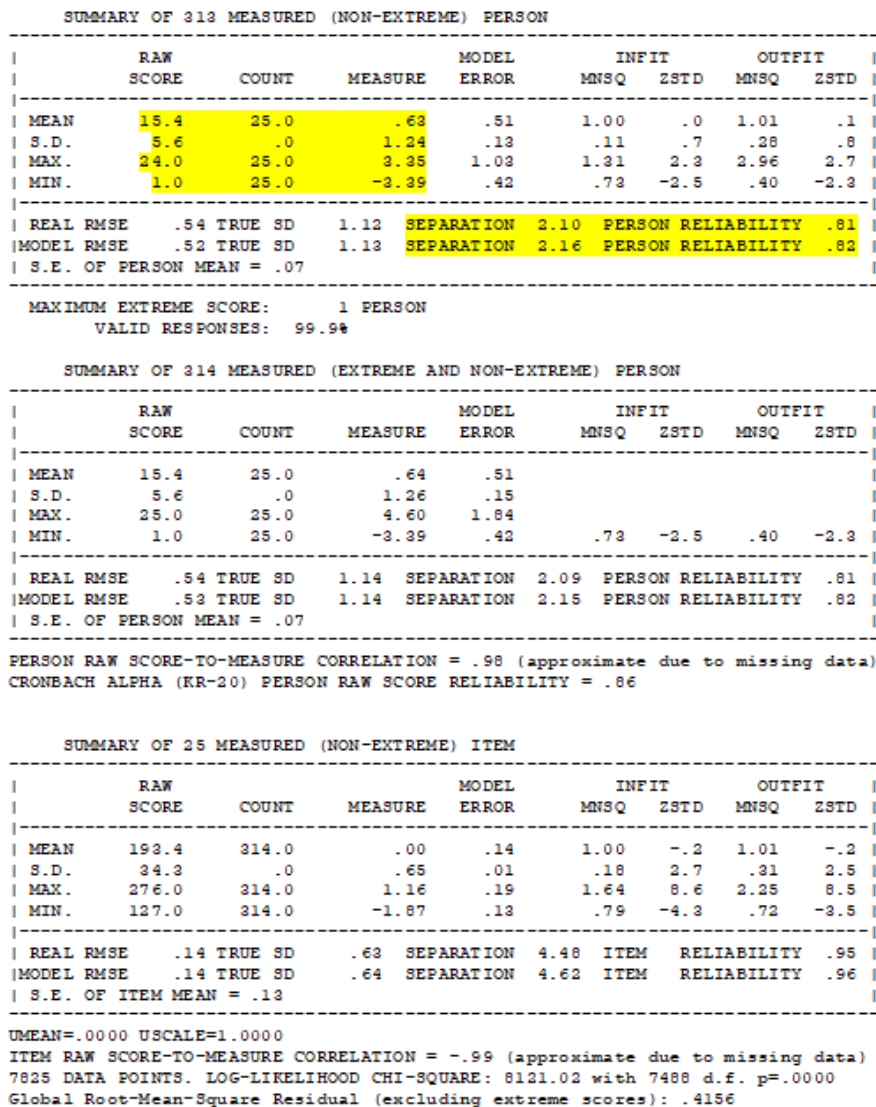 SUMMARY OF 313 MEASURED (NON-EXTREME) PERSON
| RAW MODEL INFIT OUTFIT |
| SCORE COUNT MEASURE ERROR MNSQ ZSTD MNSQ ZSTD |
| MEAN 15.4 25.0 .63 .51 1.00 .0 1.01 .1 |
| S.D. 5.6 .0 1.24 .13 .11 .7 .28 .8 |
| MAX. 24.0 25.0 3.35 1.03 1.31 2.3 2.96 2.7 |
| MIN. 1.0 25.0 -3.39 .42 .73 -2.5 .40 -2.3 |
| REAL RMSE .54 TRUE SD 1.12 SEPARATION 2.10 PERSON RELIABILITY .81 |
|MODEL RMSE .52 TRUE SD 1.13 SEPARATION 2.16 PERSON RELIABILITY .82 |
| S.E. OF PERSON MEAN = .07 |
MAXIMUM EXTREME SCORE: 1 PERSON
VALID RESPONSES: 99.9%
SUMMARY OF 314 MEASURED (EXTREME AND NON-EXTREME) PERSON
| RAW MODEL INFIT OUTFIT |
| SCORE COUNT MEASURE ERROR MNSQ ZSTD MNSQ ZSTD |
| MEAN 15.4 25.0 .64 .51 |
| S.D. 5.6 .0 1.26 .15 |
| MAX. 25.0 25.0 4.60 1.84 |
| MIN. 1.0 25.0 -3.39 .42 .73 -2.5 .40 -2.3 |
| REAL RMSE .54 TRUE SD 1.14 SEPARATION 2.09 PERSON RELIABILITY .81 |
|MODEL RMSE .53 TRUE SD 1.14 SEPARATION 2.15 PERSON RELIABILITY .82 |
| S.E. OF PERSON MEAN = .07 |
PERSON RAW SCORE-TO-MEASURE CORRELATION = .98 (approximate due to missing data)
CRONBACH ALPHA (KR-20) PERSON RAW SCORE RELIABILITY = .86
SUMMARY OF 25 MEASURED (NON-EXTREME) ITEM
| RAW MODEL INFIT OUTFIT |
| SCORE COUNT MEASURE ERROR MNSQ ZSTD MNSQ ZSTD |
| MEAN 193.4 314.0 .00 .14 1.00 -.2 1.01 -.2 |
| S.D. 34.3 .0 .65 .01 .18 2.7 .31 2.5 |
| MAX. 276.0 314.0 1.16 .19 1.64 8.6 2.25 8.5 |
| MIN. 127.0 314.0 -1.87 .13 .79 -4.3 .72 -3.5 |
| REAL RMSE .14 TRUE SD .63 SEPARATION 4.48 ITEM RELIABILITY .95 |
|MODEL RMSE .14 TRUE SD .64 SEPARATION 4.62 ITEM RELIABILITY .96 |
| S.E. OF ITEM MEAN = .13 |
UMEAN=.0000 USCALE=1.0000
ITEM RAW SCORE-TO-MEASURE CORRELATION = -.99 (approximate due to missing data)
7825 DATA POINTS. LOG-LIKELIHOOD CHI-SQUARE: 8121.02 with 7488 d.f. p=.0000
Global Root-Mean-Square Residual (excluding extreme scores): .4156